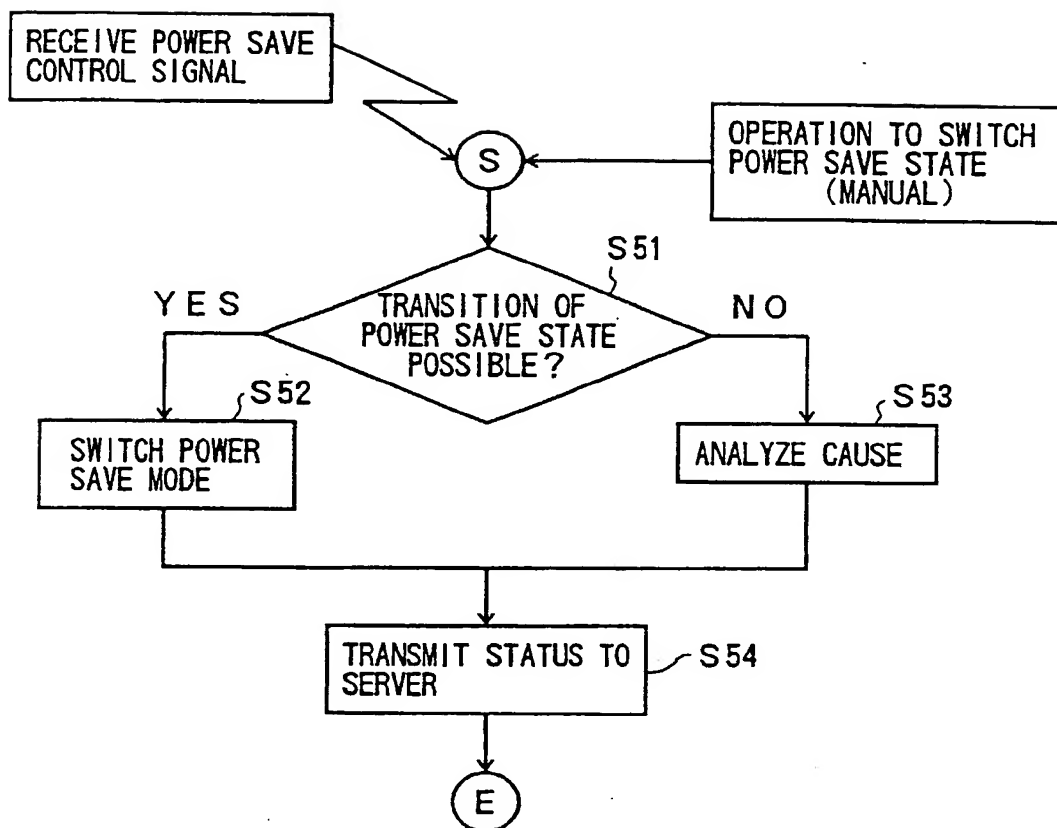 RECEIVE POWER SAVE
CONTROL SIGNAL
OPERATION TO SWITCH
POWER SAVE STATE
(MANUAL)
S
S51
YES
TRANSITION OF
POWER SAVE STATE
POSSIBLE?
NO
S52
SWITCH POWER
SAVE MODE
S53
ANALYZE CAUSE
TRANSMIT STATUS TO
SERVER
S54
E